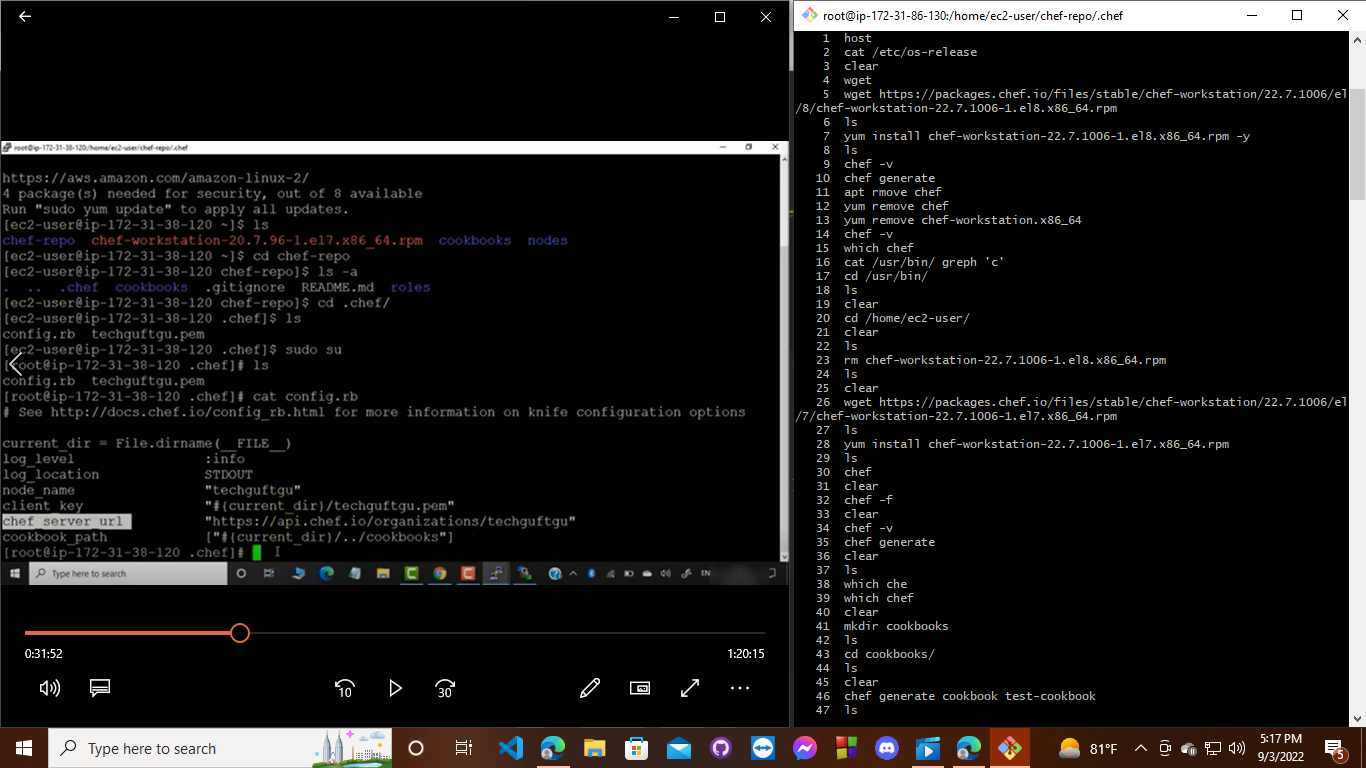 root@ip-172-31-38-120:/home/ec2-user/chef-repo/.chef
https://aws.amazon.com/amazon-linux-2/
4 package(s) needed for security, out of 8 available
Run "sudo yum update" to apply all updates.
[ec2-user@ip-172-31-38-120 ~]$ ls
chef-repo  chef-workstation-20.7.96-1.el7.x86_64.rpm  cookbooks  nodes
[ec2-user@ip-172-31-38-120 ~]$ cd chef-repo
[ec2-user@ip-172-31-38-120 chef-repo]$ ls -a
.  ..  .chef  cookbooks  .gitignore  README.md  roles
[ec2-user@ip-172-31-38-120 chef-repo]$ cd .chef/
[ec2-user@ip-172-31-38-120 .chef]$ ls
config.rb  techguftgu.pem
[ec2-user@ip-172-31-38-120 .chef]$ sudo su
[root@ip-172-31-38-120 .chef]# ls
config.rb  techguftgu.pem
[root@ip-172-31-38-120 .chef]# cat config.rb
# See http://docs.chef.io/config_rb.html for more information on knife configuration options
current_dir = File.dirname(__FILE__)
log_level                :info
log_location             STDOUT
node_name                "techguftgu"
client_key               "#{current_dir}/techguftgu.pem"
chef_server_url          "https://api.chef.io/organizations/techguftgu"
cookbook_path            ["#{current_dir}/../cookbooks"]
[root@ip-172-31-38-120 .chef]#
Type here to search
EN
0:31:52
1:20:15
10
30
root@ip-172-31-86-130:/home/ec2-user/chef-repo/.chef
1  host
2  cat /etc/os-release
3  clear
4  wget
5  wget https://packages.chef.io/files/stable/chef-workstation/22.7.1006/el
/8/chef-workstation-22.7.1006-1.el8.x86_64.rpm
6  ls
7  yum install chef-workstation-22.7.1006-1.el8.x86_64.rpm -y
8  ls
9  chef -v
10  chef generate
11  apt rmove chef
12  yum remove chef
13  yum remove chef-workstation.x86_64
14  chef -v
15  which chef
16  cat /usr/bin/ greph 'c'
17  cd /usr/bin/
18  ls
19  clear
20  cd /home/ec2-user/
21  clear
22  ls
23  rm chef-workstation-22.7.1006-1.el8.x86_64.rpm
24  ls
25  clear
26  wget https://packages.chef.io/files/stable/chef-workstation/22.7.1006/el
/7/chef-workstation-22.7.1006-1.el7.x86_64.rpm
27  ls
28  yum install chef-workstation-22.7.1006-1.el7.x86_64.rpm
29  ls
30  chef
31  clear
32  chef -f
33  clear
34  chef -v
35  chef generate
36  clear
37  ls
38  which che
39  which chef
40  clear
41  mkdir cookbooks
42  ls
43  cd cookbooks/
44  ls
45  clear
46  chef generate cookbook test-cookbook
47  ls
Type here to search
81°F
5:17 PM
9/3/2022
5